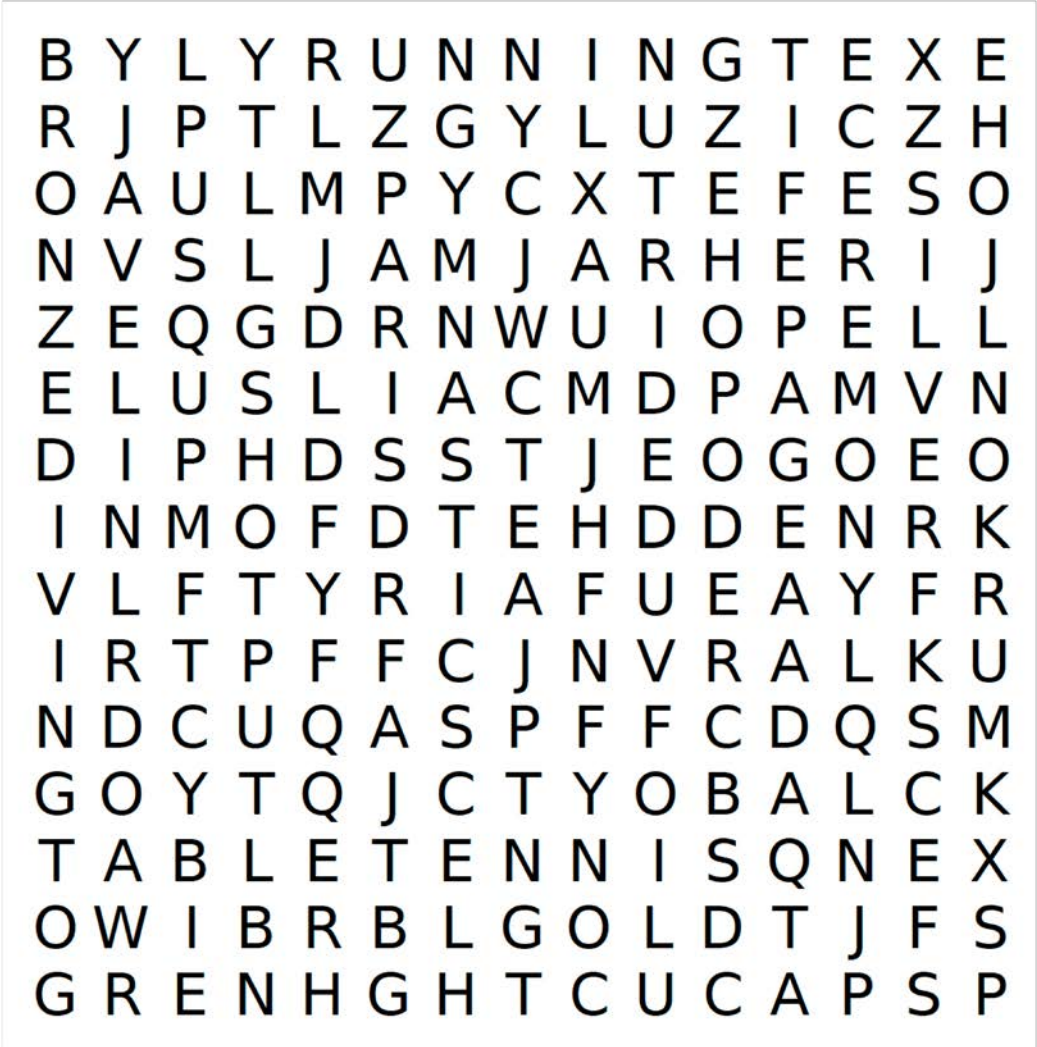 B Y L Y R U N N I N G T E X E
R J P T L Z G Y L U Z I C Z H
O A U L M P Y C X T E F E S O
N V S L J A M J A R H E R I J
Z E Q G D R N W U I O P E L L
E L U S L I A C M D P A M V N
D I P H D S S T J E O G O E O
I N M O F D T E H D D E N R K
V L F T Y R I A F U E A Y F R
I R T P F F C J N V R A L K U
N D C U Q A S P F F C D Q S M
G O Y T Q J C T Y O B A L C K
T A B L E T E N N I S Q N E X
O W I B R B L G O L D T J F S
G R E N H G H T C U C A P S P